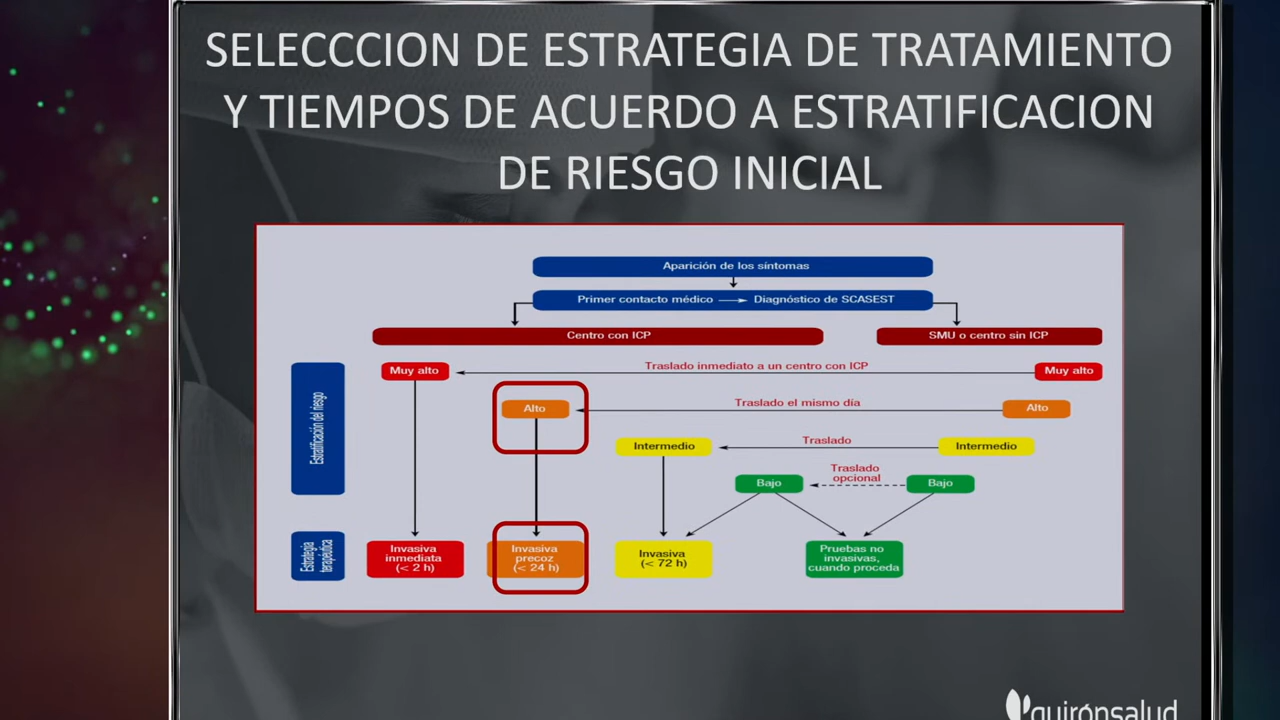 SELECCCION DE ESTRATEGIA DE TRATAMIENTO
Y TIEMPOS DE ACUERDO A ESTRATIFICACION
DE RIESGO INICIAL
Aparición de los síntomas
Primer contacto médico
Diagnóstico de SCASEST
Centro con ICP
SMU o centro sin ICP
Estratificación del riesgo
Muy alto
Traslado inmediato a un centro con ICP
Muy alto
Alto
Traslado el mismo día
Alto
Intermedio
Traslado
Intermedio
Bajo
Traslado
opcional
Bajo
Estrategia
terapéutica
Invasiva
inmediata
(< 2 h)
Invasiva
precoz
(< 24 h)
Invasiva
(< 72 h)
Pruebas no
invasivas,
cuando proceda
quirónsalud